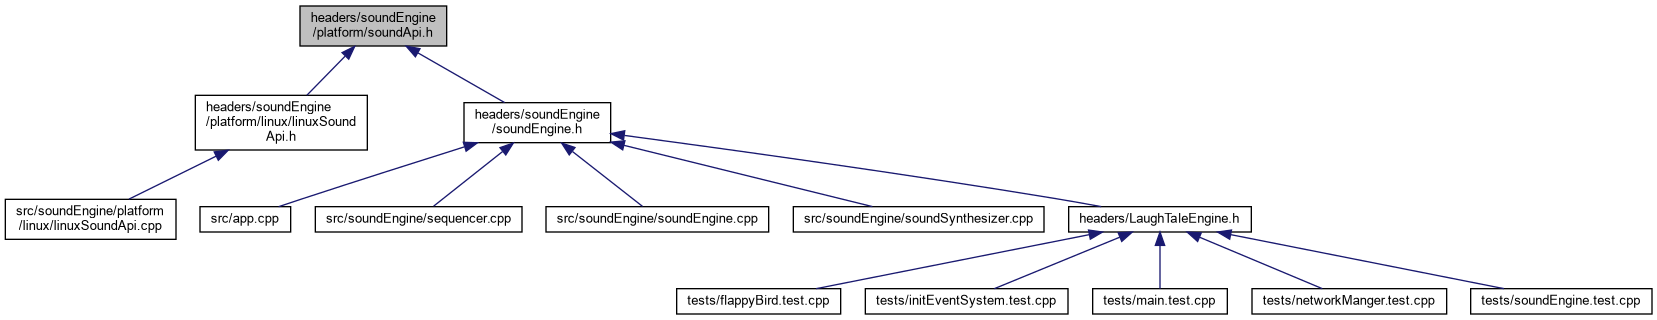 headers/soundEngine
/platform/soundApi.h
headers/soundEngine
/platform/linux/linuxSound
Api.h
headers/soundEngine
/soundEngine.h
src/soundEngine/platform
/linux/linuxSoundApi.cpp
src/app.cpp
src/soundEngine/sequencer.cpp
src/soundEngine/soundEngine.cpp
src/soundEngine/soundSynthesizer.cpp
headers/LaughTaleEngine.h
tests/flappyBird.test.cpp
tests/initEventSystem.test.cpp
tests/main.test.cpp
tests/networkManger.test.cpp
tests/soundEngine.test.cpp